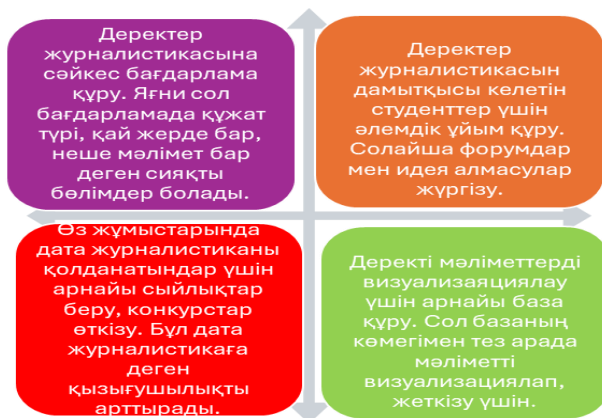 Деректер
журналистикасына
сәйкес бағдарлама
құру. Яғни сол
бағдарламада құжат
түрі, қай жерде бар,
неше мәлімет бар
деген сияқты
бөлімдер болады.
Деректер
журналистикасын
дамытқысы келетін
студенттер үшін
әлемдік ұйым құру.
Солайша форумдар
мен идея алмасулар
жүргізу.
Өз жұмыстарында
дата журналистиканы
қолданатындар үшін
арнайы сыйлықтар
беру, конкурстар
өткізу. Бұл дата
журналистикаға
деген
қызығушылықты
арттырады.
Деректі мәліметтерді
визуализаяциялау
үшін арнайы база
құру. Сол базаның
көмегімен тез арада
мәліметті
визуализациялап,
жеткізу үшін.